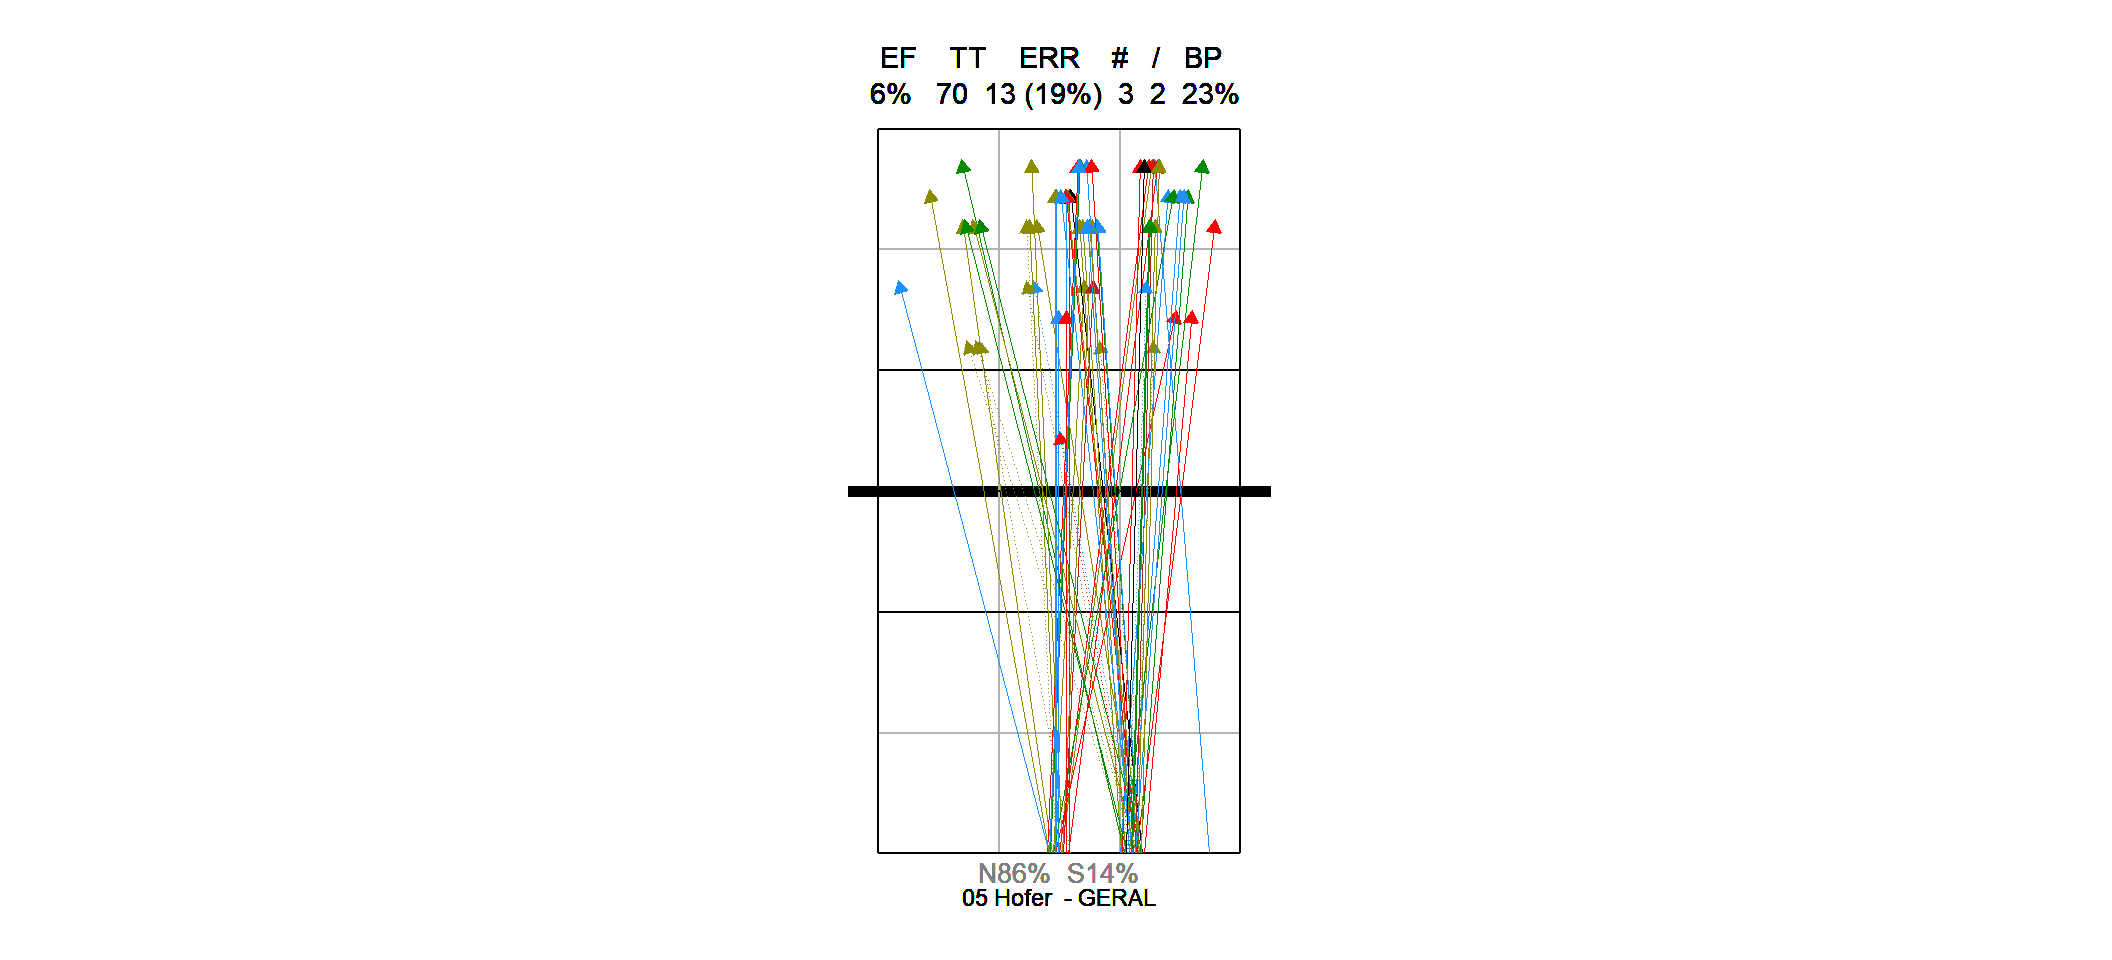 EF TT ERR # / BP
6% 70 13 (19%) 3 2 23%
N86% S14%
05 Hofer - GERAL